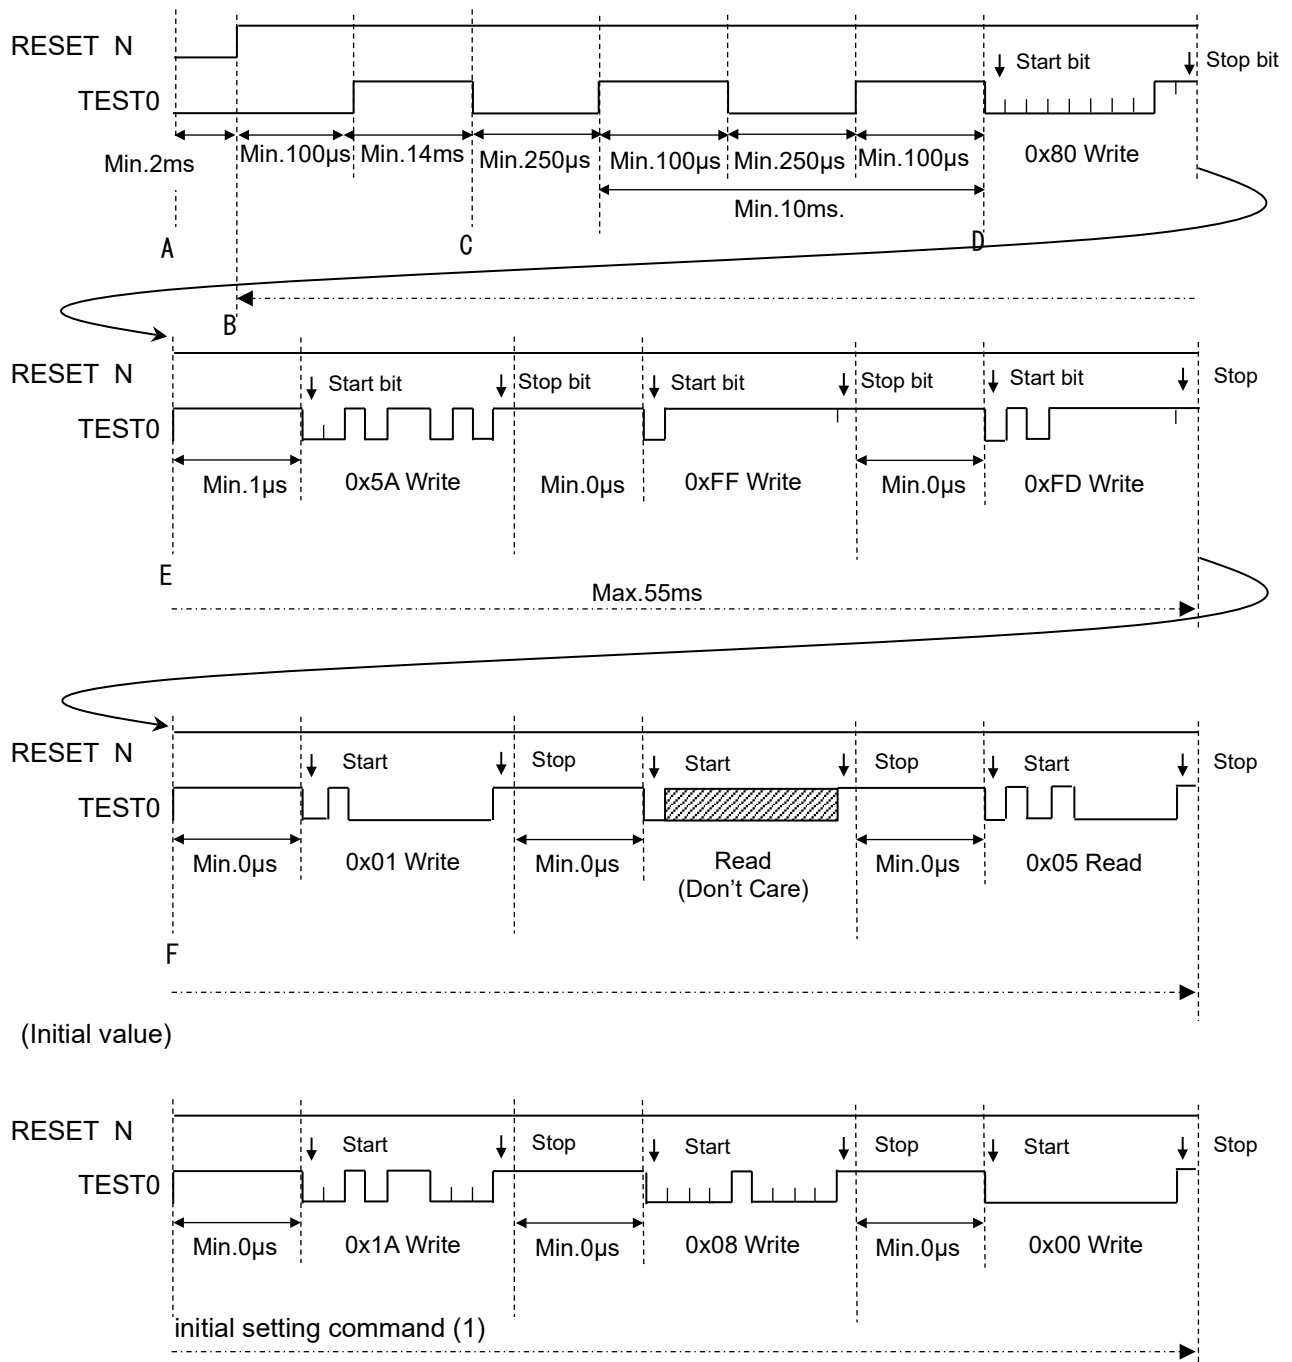 RESET N
Start bit
Stop bit
TEST0
Min.2ms
Min.100μs
Min.14ms
Min.250μs
Min.100μs
Min.250μs
Min.100μs
0x80 Write
Min.10ms.
A
C
D
B
RESET N
Start bit
Stop bit
Start bit
Stop bit
Start bit
Stop
TEST0
Min.1μs
0x5A Write
Min.0μs
0xFF Write
Min.0μs
0xFD Write
E
Max.55ms
RESET N
Start
Stop
Start
Stop
Start
Stop
TEST0
Min.0μs
0x01 Write
Min.0μs
Read
(Don't Care)
Min.0μs
0x05 Read
F
(Initial value)
RESET N
Start
Stop
Start
Stop
Start
Stop
TEST0
Min.0μs
0x1A Write
Min.0μs
0x08 Write
Min.0μs
0x00 Write
initial setting command (1)